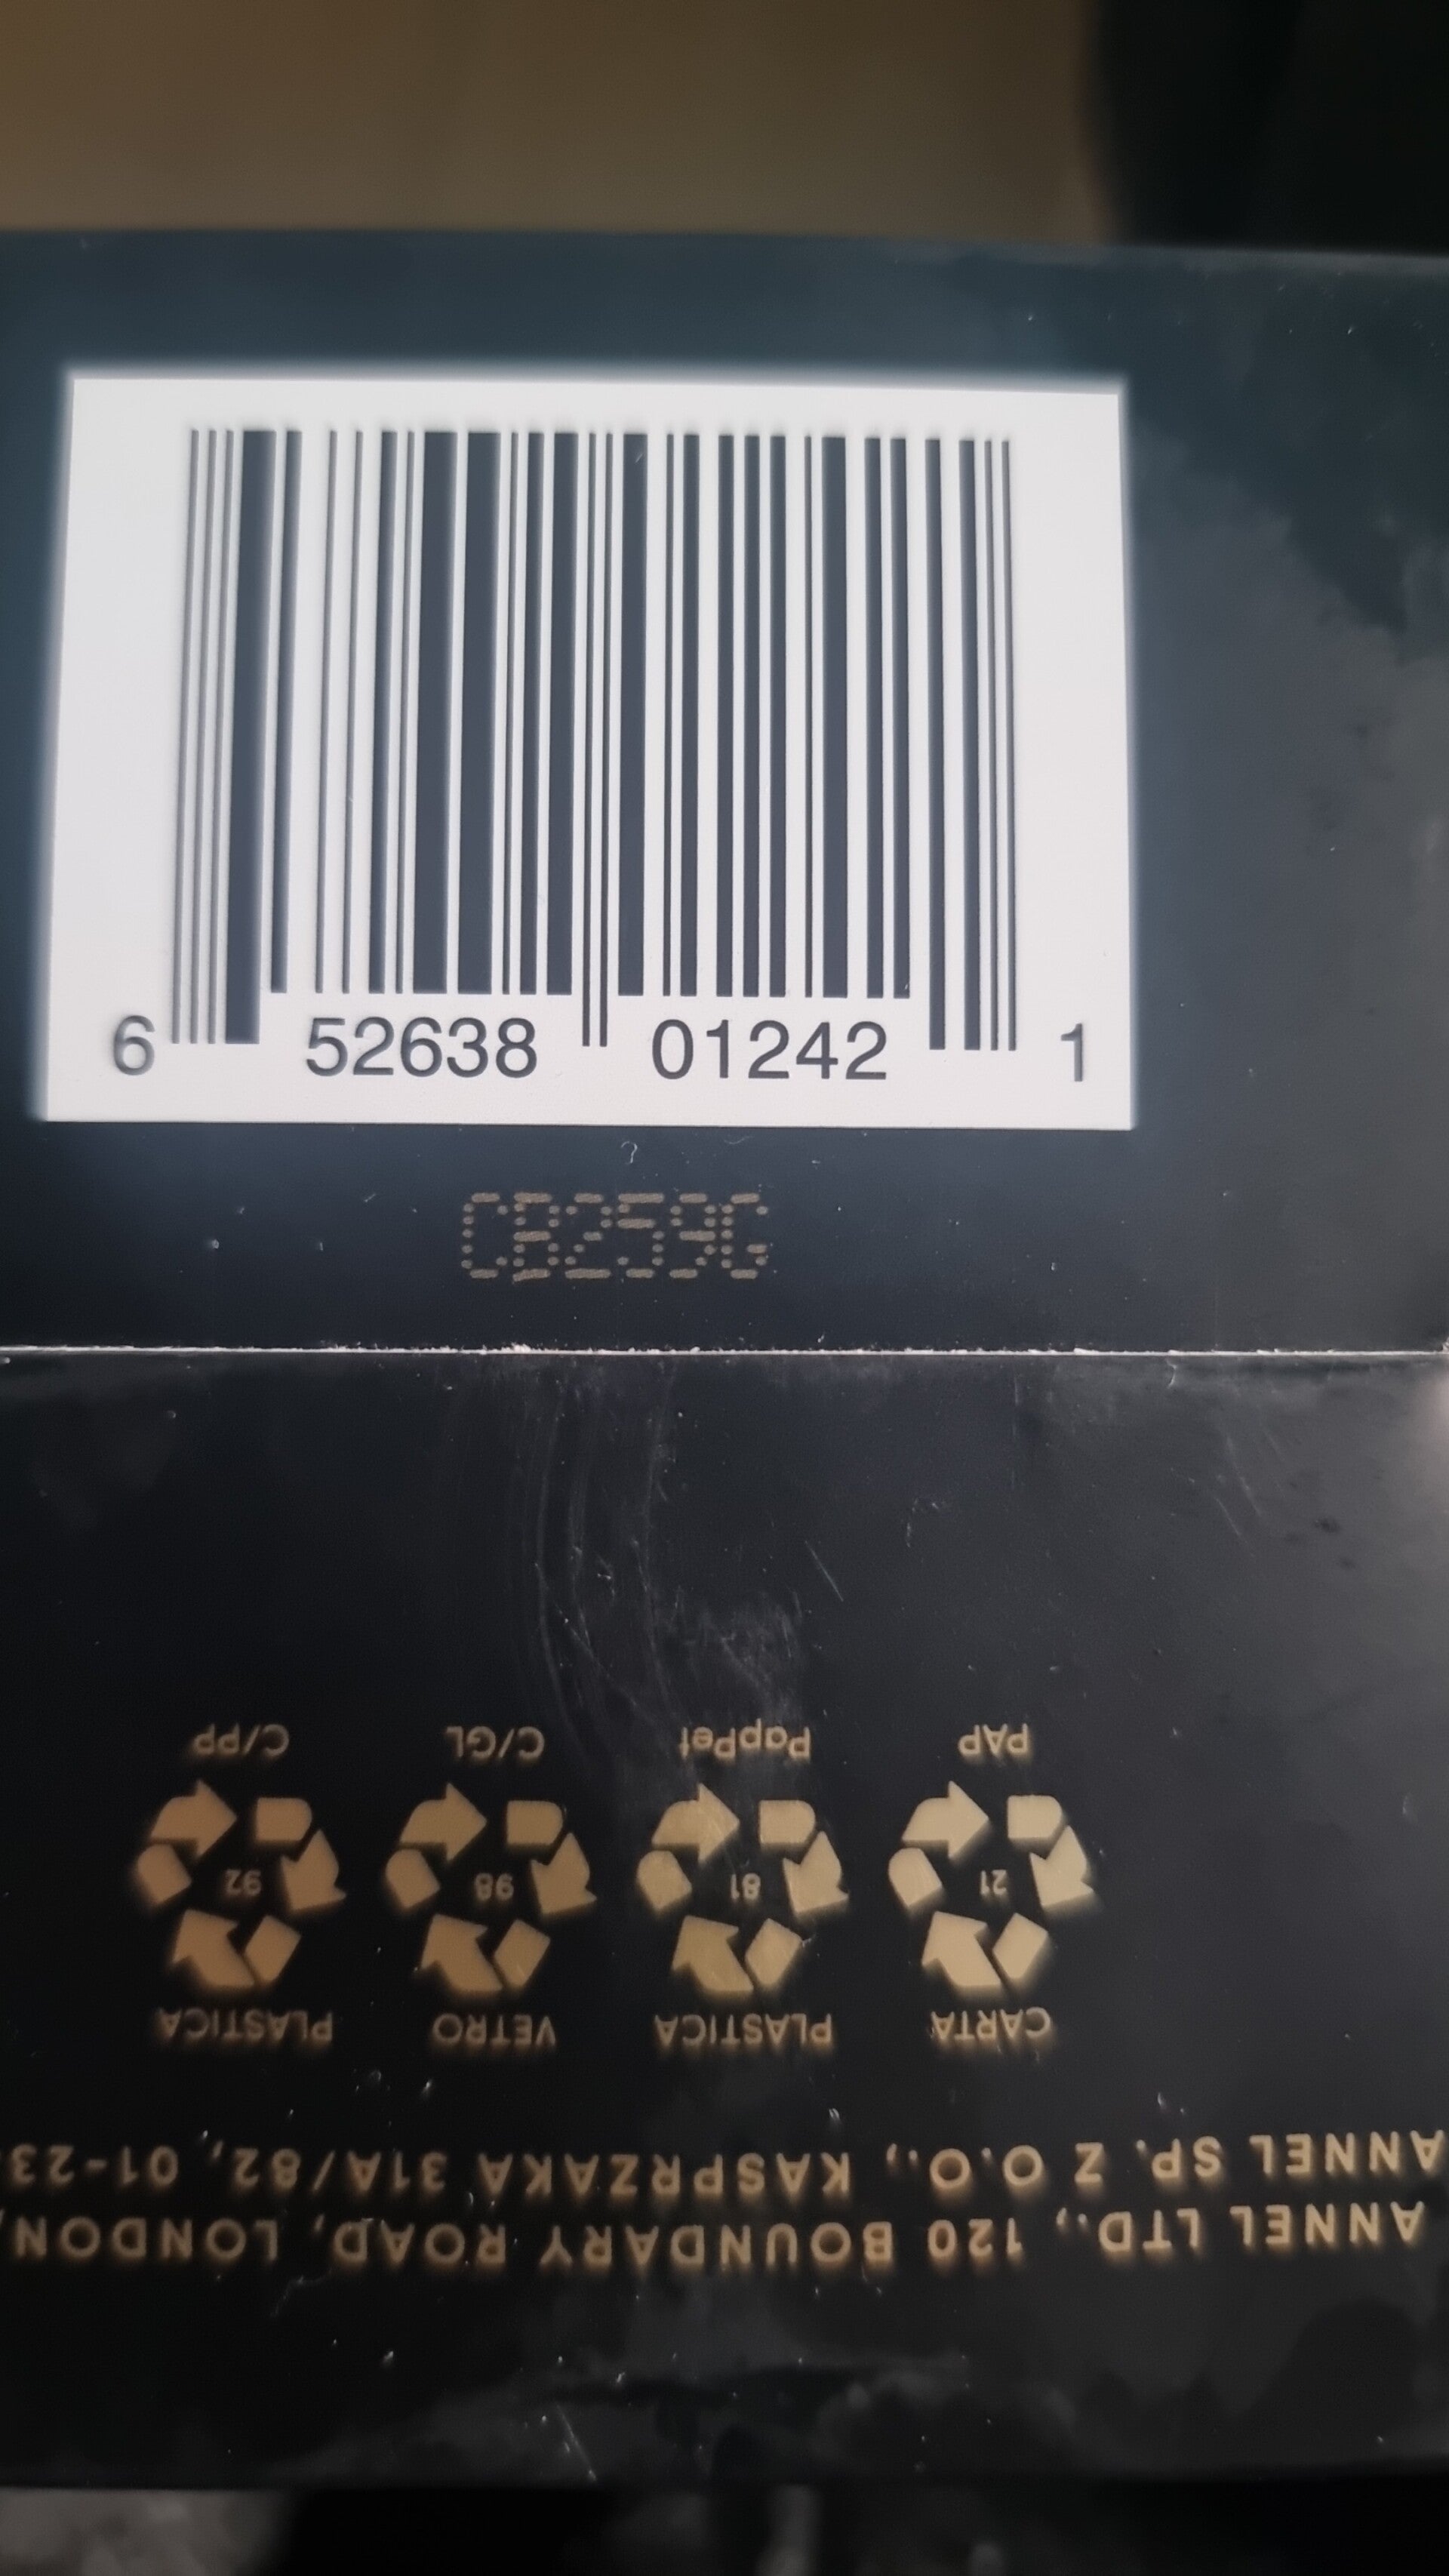 6 52638 01242 1
CB259G
ANNEL LTD., 120 BOUNDARY ROAD, LONDON,
ANNEL SP. Z O.O., KASPRZAKA 31A/82, 01-23
CARTA PLASTICA VETRO PLASTICA
21 81 98 92
PAP PapPet C/GL C/PP